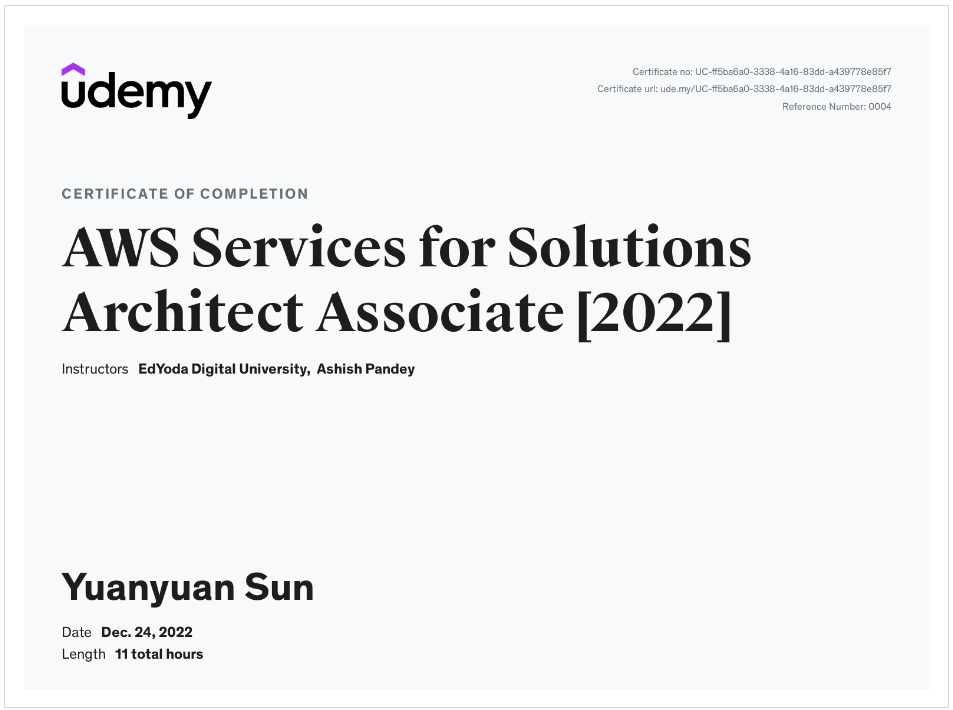 udemy
Certificate no: UC-ff5ba6a0-3338-4a16-83dd-a439778e85f7
Certificate url: ude.my/UC-ff5ba6a0-3338-4a16-83dd-a439778e85f7
Reference Number: 0004
CERTIFICATE OF COMPLETION
AWS Services for Solutions
Architect Associate [2022]
Instructors EdYoda Digital University, Ashish Pandey
Yuanyuan Sun
Date Dec. 24, 2022
Length 11 total hours